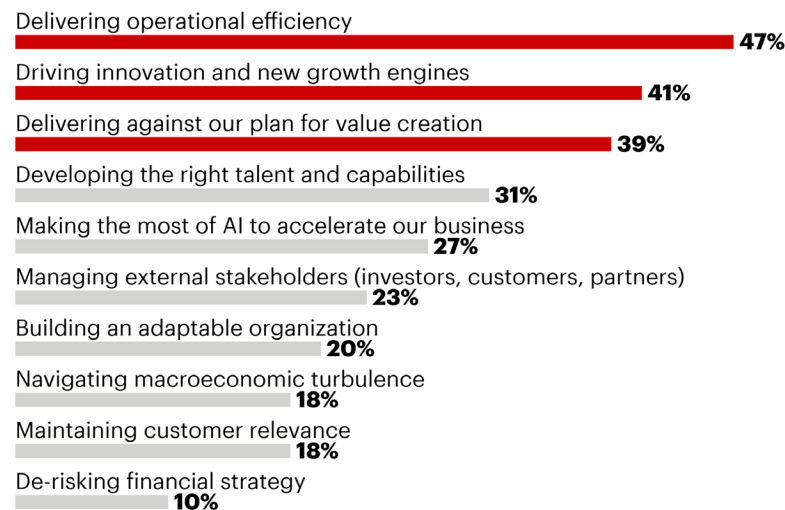 Delivering operational efficiency
47%
Driving innovation and new growth engines
41%
Delivering against our plan for value creation
39%
Developing the right talent and capabilities
31%
Making the most of AI to accelerate our business
27%
Managing external stakeholders (investors, customers, partners)
23%
Building an adaptable organization
20%
Navigating macroeconomic turbulence
18%
Maintaining customer relevance
18%
De-risking financial strategy
10%